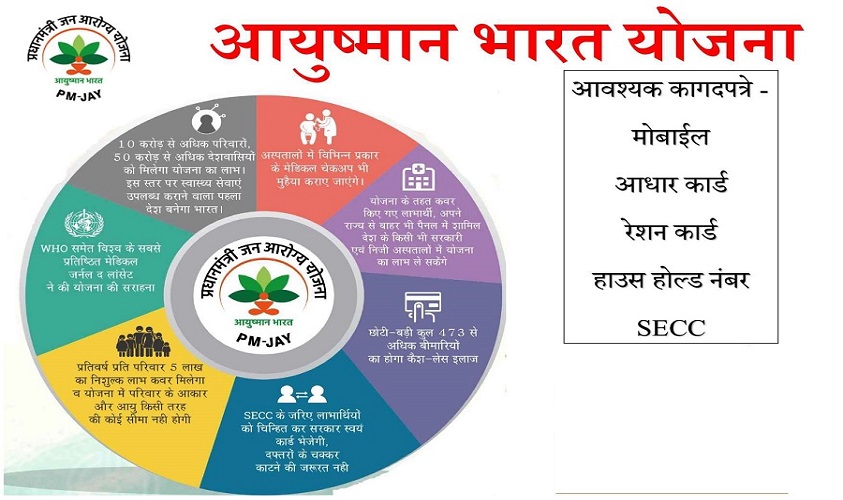 प्रधानमंत्री जन आरोग्य योजना
आयुष्मान भारत
PM-JAY
आयुष्मान भारत योजना
आवश्यक कागदपत्रे -
मोबाईल
आधार कार्ड
रेशन कार्ड
हाउस होल्ड नंबर
SECC
10 करोड़ से अधिक परिवारों,
50 करोड़ से अधिक देशवासियों
को मिलेगा योजना का लाभ।
इस स्तर पर स्वास्थ्य सेवाएं
उपलब्ध कराने वाला पहला
देश बनेगा भारत।
अस्पतालों में विभिन्न प्रकार
के मेडिकल चेकअप भी
मुहैया कराए जाएंगे।
योजना के तहत कवर
किए गए लाभार्थी, अपने
राज्य से बाहर भी पैनल में शामिल
देश के किसी भी सरकारी
एवं निजी अस्पतालों में योजना
का लाभ ले सकेंगे
छोटी-बड़ी कुल 473 से
अधिक बीमारियो
का होगा कैश-लेस इलाज
SECC के जरिए लाभार्थियों
को चिन्हित कर सरकार स्वयं
कार्ड भेजेगी,
दफ्तरों के चक्कर
काटने की जरूरत नही
प्रतिवर्ष प्रति परिवार 5 लाख
का निशुल्क लाभ कवर मिलेगा
व योजना में परिवार के आकार
और आयु किसी तरह
की कोई सीमा नही होगी
WHO समेत विश्व के सबसे
प्रतिष्ठित मेडिकल
जर्नल द लांसेट
ने की योजना की सराहना
प्रधानमंत्री जन आरोग्य योजना
आयुष्मान भारत
PM-JAY